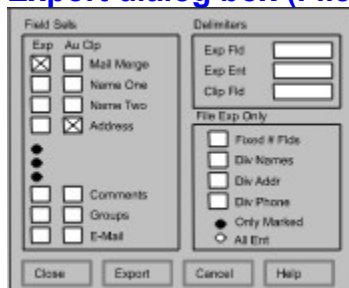 Export dialog box (File
Field Sets
Exp Au Clp
Mail Merge
Name One
Name Two
Address
Comments
Groups
E-Mail
Delimiters
Exp Fld
Exp Ent
Clip Fld
File Exp Only
Fixed # Flds
Div Names
Div Addr
Div Phone
Only Marked
All Ent
Close
Export
Cancel
Help